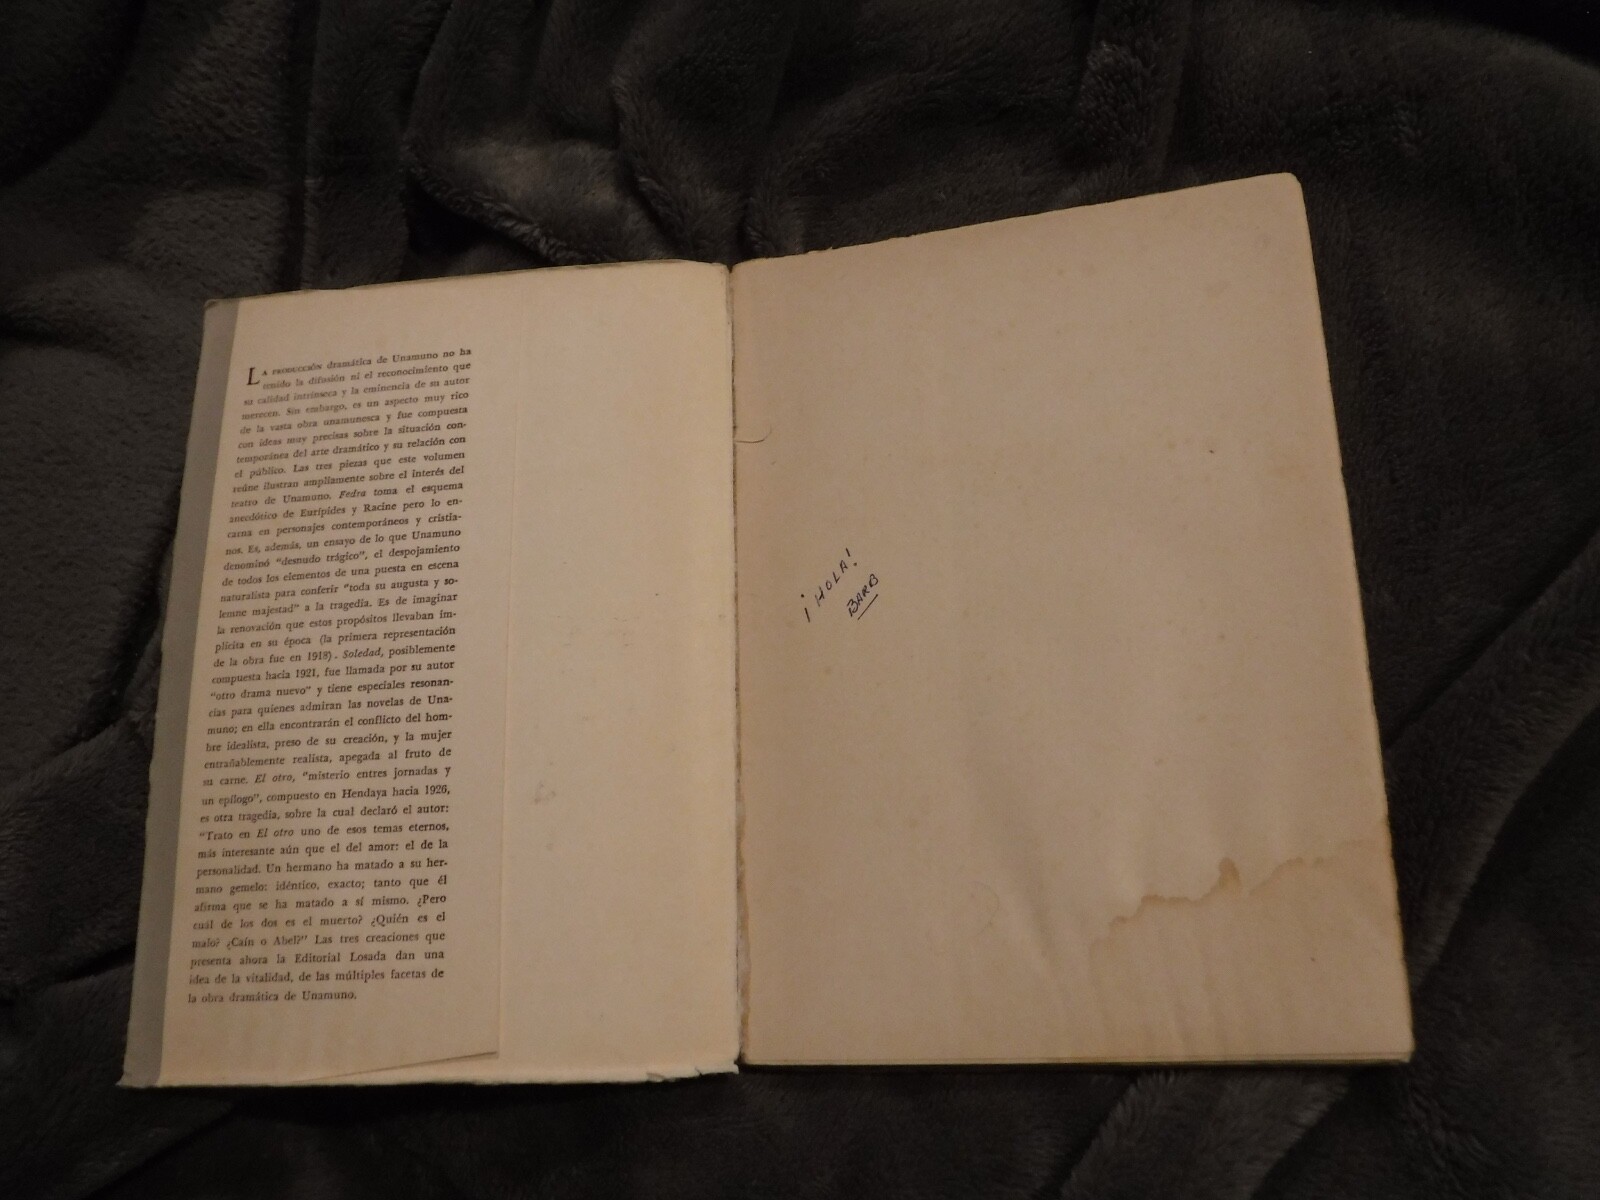 LA PRODUCCCIÓN dramática de Unamuno no ha
tenido la difusión ni el reconocimiento que
su calidad intrínseca y la eminencia de su autor
merecen. Sin embargo, es un aspecto muy rico
de la vasta obra unamunesca y fue compuesta
con ideas muy precisas sobre la situación con-
temporánea del arte dramático y su relación con
el público. Las tres piezas que este volumen
reúne ilustran ampliamente sobre el interés del
teatro de Unamuno. Fedra toma el esquema
anecdótico de Eurípides y Racine pero lo en-
carna en personajes contemporáneos y cristia-
nos. Es, además, un ensayo de lo que Unamuno
denominó "desnudo trágico", el despojamiento
de todos los elementos de una puesta en escena
naturalista para conferir "toda su augusta y so-
lemne majestad" a la tragedia. Es de imaginar
la renovación que estos propósitos llevaban im-
plícita en su época (la primera representación
de la obra fue en 1918). Soledad, posiblemente
compuesta hacia 1921, fue llamada por su autor
"otro drama nuevo" y tiene especiales resonan-
cias para quienes admiran las novelas de Una-
muno; en ella encontrarán el conflicto del hom-
bre idealista, preso de su creación, y la mujer
entrañablemente realista, apegada al fruto de
su carne. El otro, "misterio entres jornadas y
un epílogo", compuesto en Hendaya hacia 1926,
es otra tragedia, sobre la cual declaró el autor:
"Trato en El otro uno de esos temas eternos,
más interesante aún que el del amor: el de la
personalidad. Un hermano ha matado a su her-
mano gemelo: idéntico, exacto; tanto que él
afirma que se ha matado a sí mismo. ¿Pero
cuál de los dos es el muerto? ¿Quién es el
malo? ¿Caín o Abel?" Las tres creaciones que
presenta ahora la Editorial Losada dan una
idea de la vitalidad, de las múltiples facetas de
la obra dramática de Unamuno.
¡HOLA!
BARB